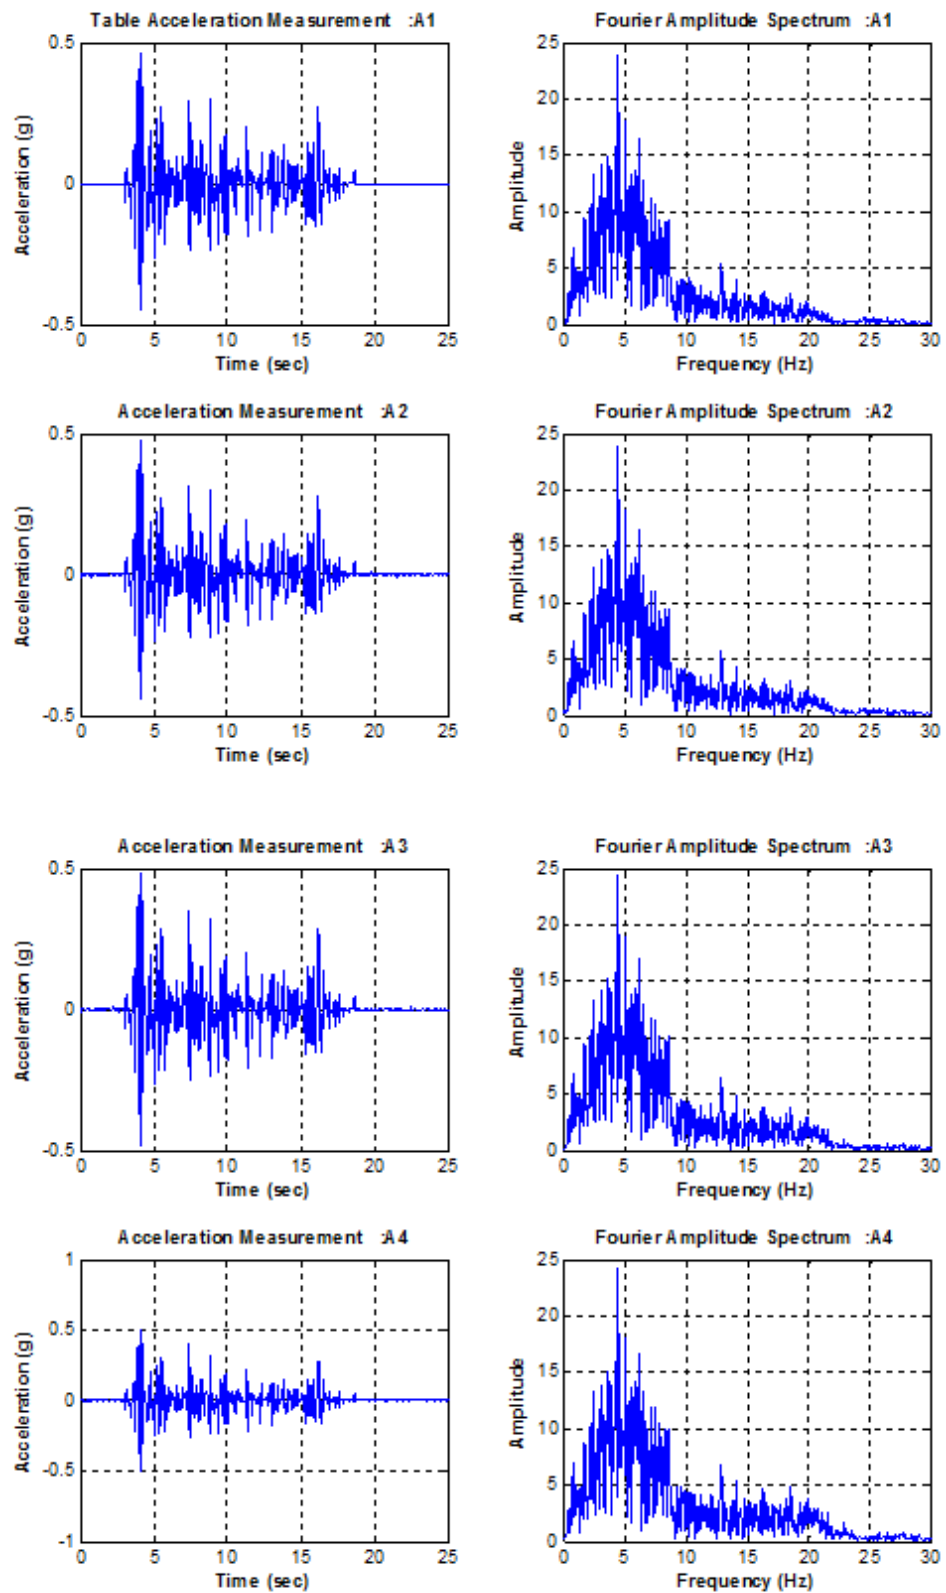 Table Acceleration Measurement :A1
Fourier Amplitude Spectrum :A1
0.5
0
-0.5
Acceleration (g)
0 5 10 15 20 25
Time (sec)
25
20
15
10
5
0
Amplitude
0 5 10 15 20 25 30
Frequency (Hz)
Acceleration Measurement :A2
Fourier Amplitude Spectrum :A2
0.5
0
-0.5
Acceleration (g)
0 5 10 15 20 25
Time (sec)
25
20
15
10
5
0
Amplitude
0 5 10 15 20 25 30
Frequency (Hz)
Acceleration Measurement :A3
Fourier Amplitude Spectrum :A3
0.5
0
-0.5
Acceleration (g)
0 5 10 15 20 25
Time (sec)
25
20
15
10
5
0
Amplitude
0 5 10 15 20 25 30
Frequency (Hz)
Acceleration Measurement :A4
Fourier Amplitude Spectrum :A4
1
0.5
0
-0.5
-1
Acceleration (g)
0 5 10 15 20 25
Time (sec)
25
20
15
10
5
0
Amplitude
0 5 10 15 20 25 30
Frequency (Hz)